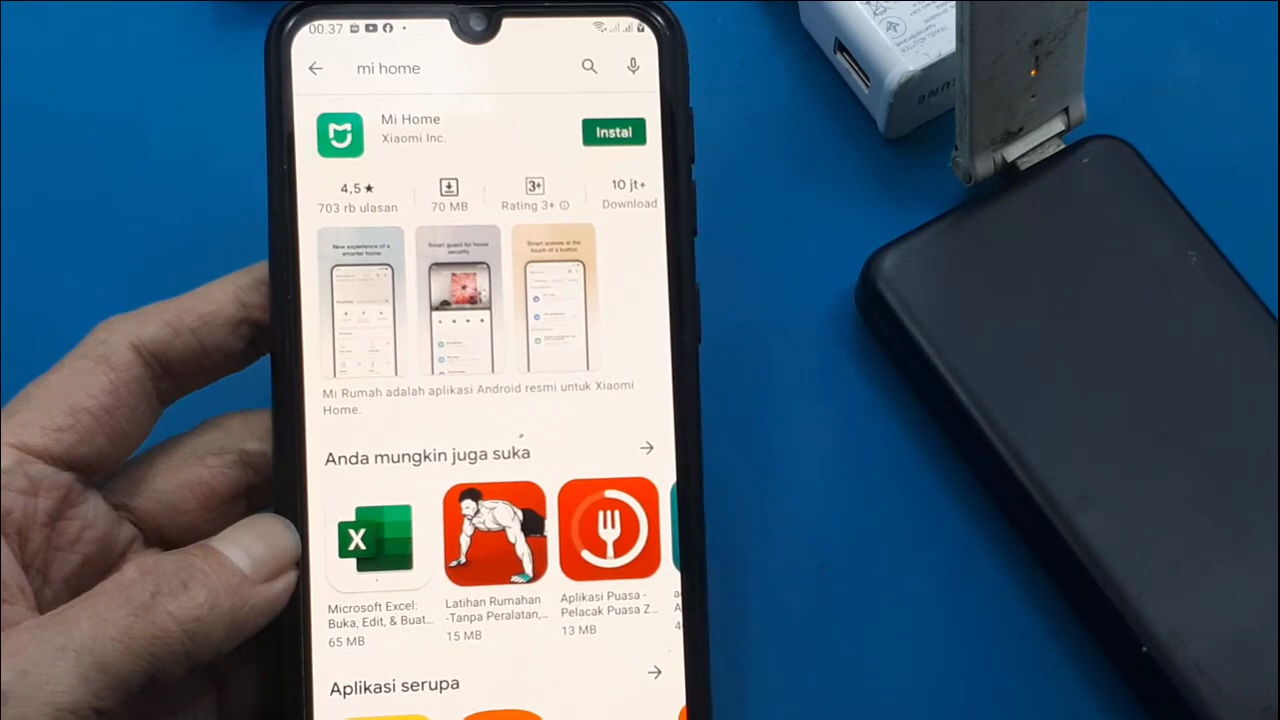 00.37
mi home
Mi Home
Xiaomi Inc.
Instal
4,5★
703 rb ulasan
70 MB
3+
Rating 3+
10 jt+
Download
New experience of a
smarter home
Smart guard for home
security
Smart scenes at the
touch of a button
Mi Rumah adalah aplikasi Android resmi untuk Xiaomi
Home.
Anda mungkin juga suka
X
Microsoft Excel:
Buka, Edit, & Buat...
65 MB
Latihan Rumahan
-Tanpa Peralatan,...
15 MB
Aplikasi Puasa -
Pelacak Puasa Z...
13 MB
Aplikasi serupa
SAMSUNG